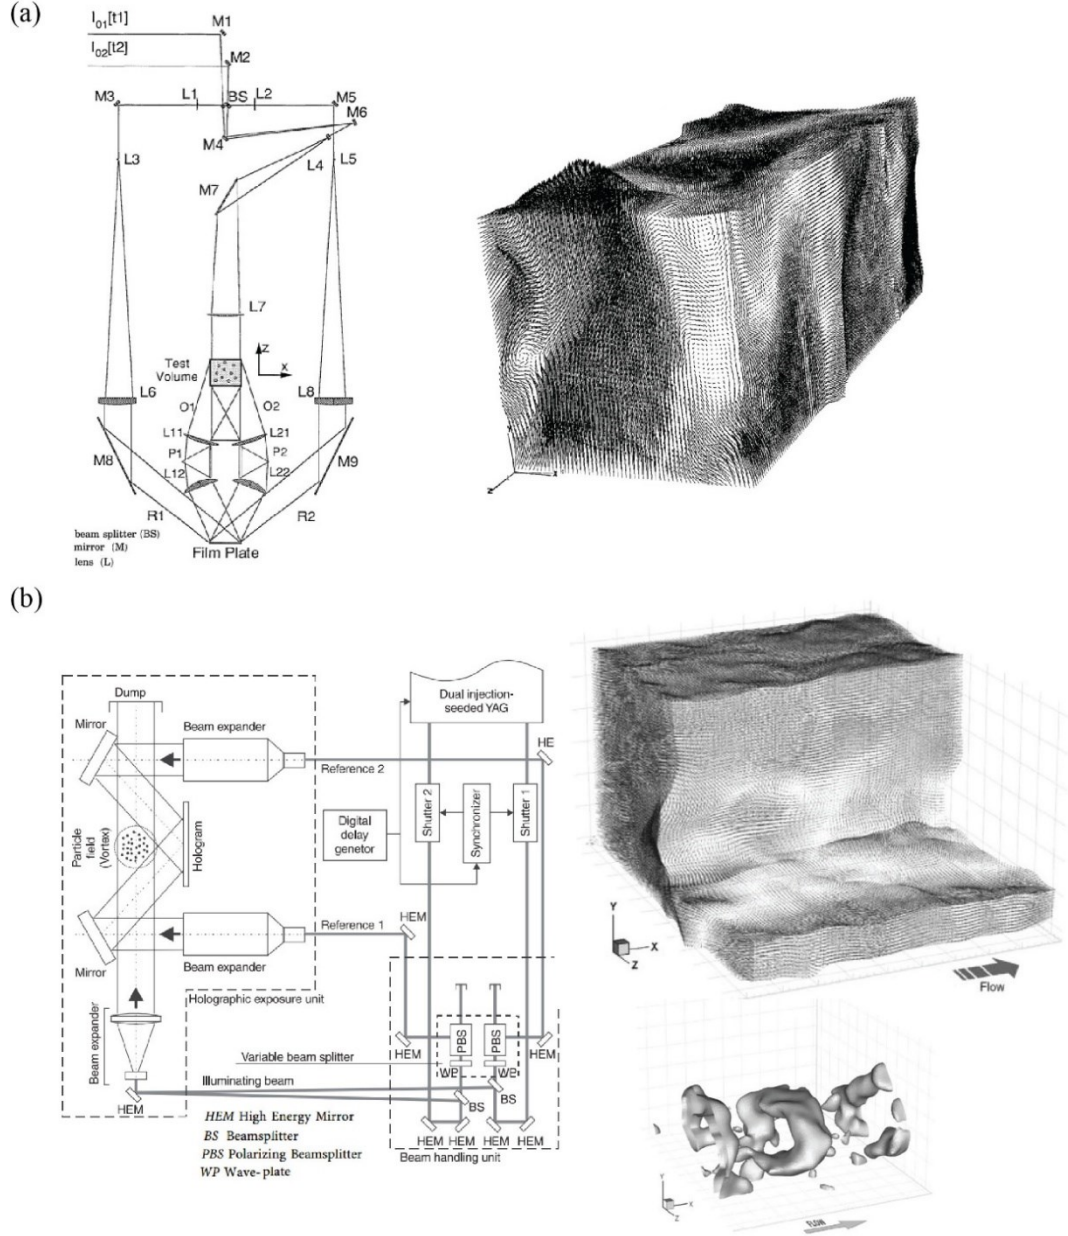 (a)
I01[t1]
M1
I02[t2]
M2
M3
L1
BS
L2
M5
M6
M4
L3
L4
L5
M7
L7
Z
X
Test
Volume
L6
L8
O1
O2
L11
L21
M8
P1
P2
M9
L12
L22
R1
R2
beam splitter (BS)
mirror (M)
lens (L)
Film Plate
x
z
(b)
Dump
Mirror
Beam expander
Dual injection-
seeded YAG
HE
Reference 2
Particle
field
(Vortex)
Hologram
Digital
delay
genetor
Shutter 2
Synchronizer
Shutter 1
HEM
Reference 1
Mirror
Beam expander
Holographic exposure unit
Beam expander
HEM
PBS
PBS
HEM
HEM
Variable beam splitter
WP
WP
Illuminating beam
BS
BS
HEM
HEM High Energy Mirror
BS Beamsplitter
PBS Polarizing Beamsplitter
WP Wave-plate
HEM HEM HEM HEM
Beam handling unit
Y
X
Z
Flow
Y
X
Z
FLOW